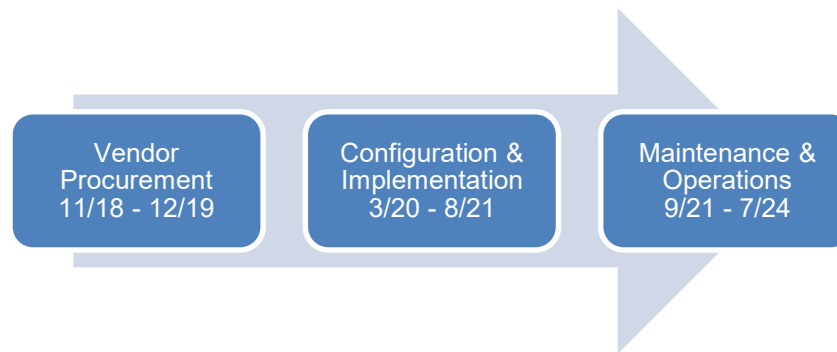 Vendor
Procurement
11/18 - 12/19
Configuration &
Implementation
3/20 - 8/21
Maintenance &
Operations
9/21 - 7/24